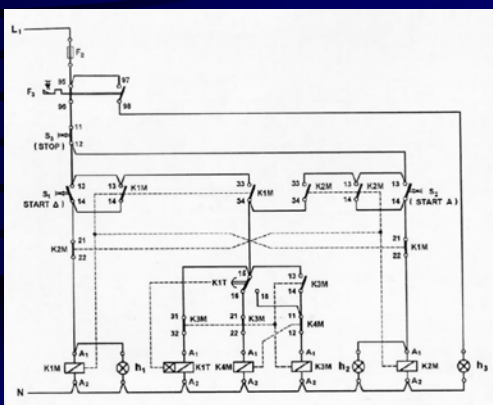 L1
F2
95 97
F3
96 98
11
S3
(STOP)
12
13 13 K1M 33 K1M 33 K2M 13 K2M 13
S1 S2
14 14 34 34 14 14
START Δ (START A)
K2M 21 22
21 K1M
22
15
K1T
16 18
13
K3M
14
31 K3M
32
21 K3M
22
11
K4M
12
A1 A1 A1 A1 A1
K1M h1 K1T K4M K3M h2 K2M h3
A2 A2 A2 A2 A2
N